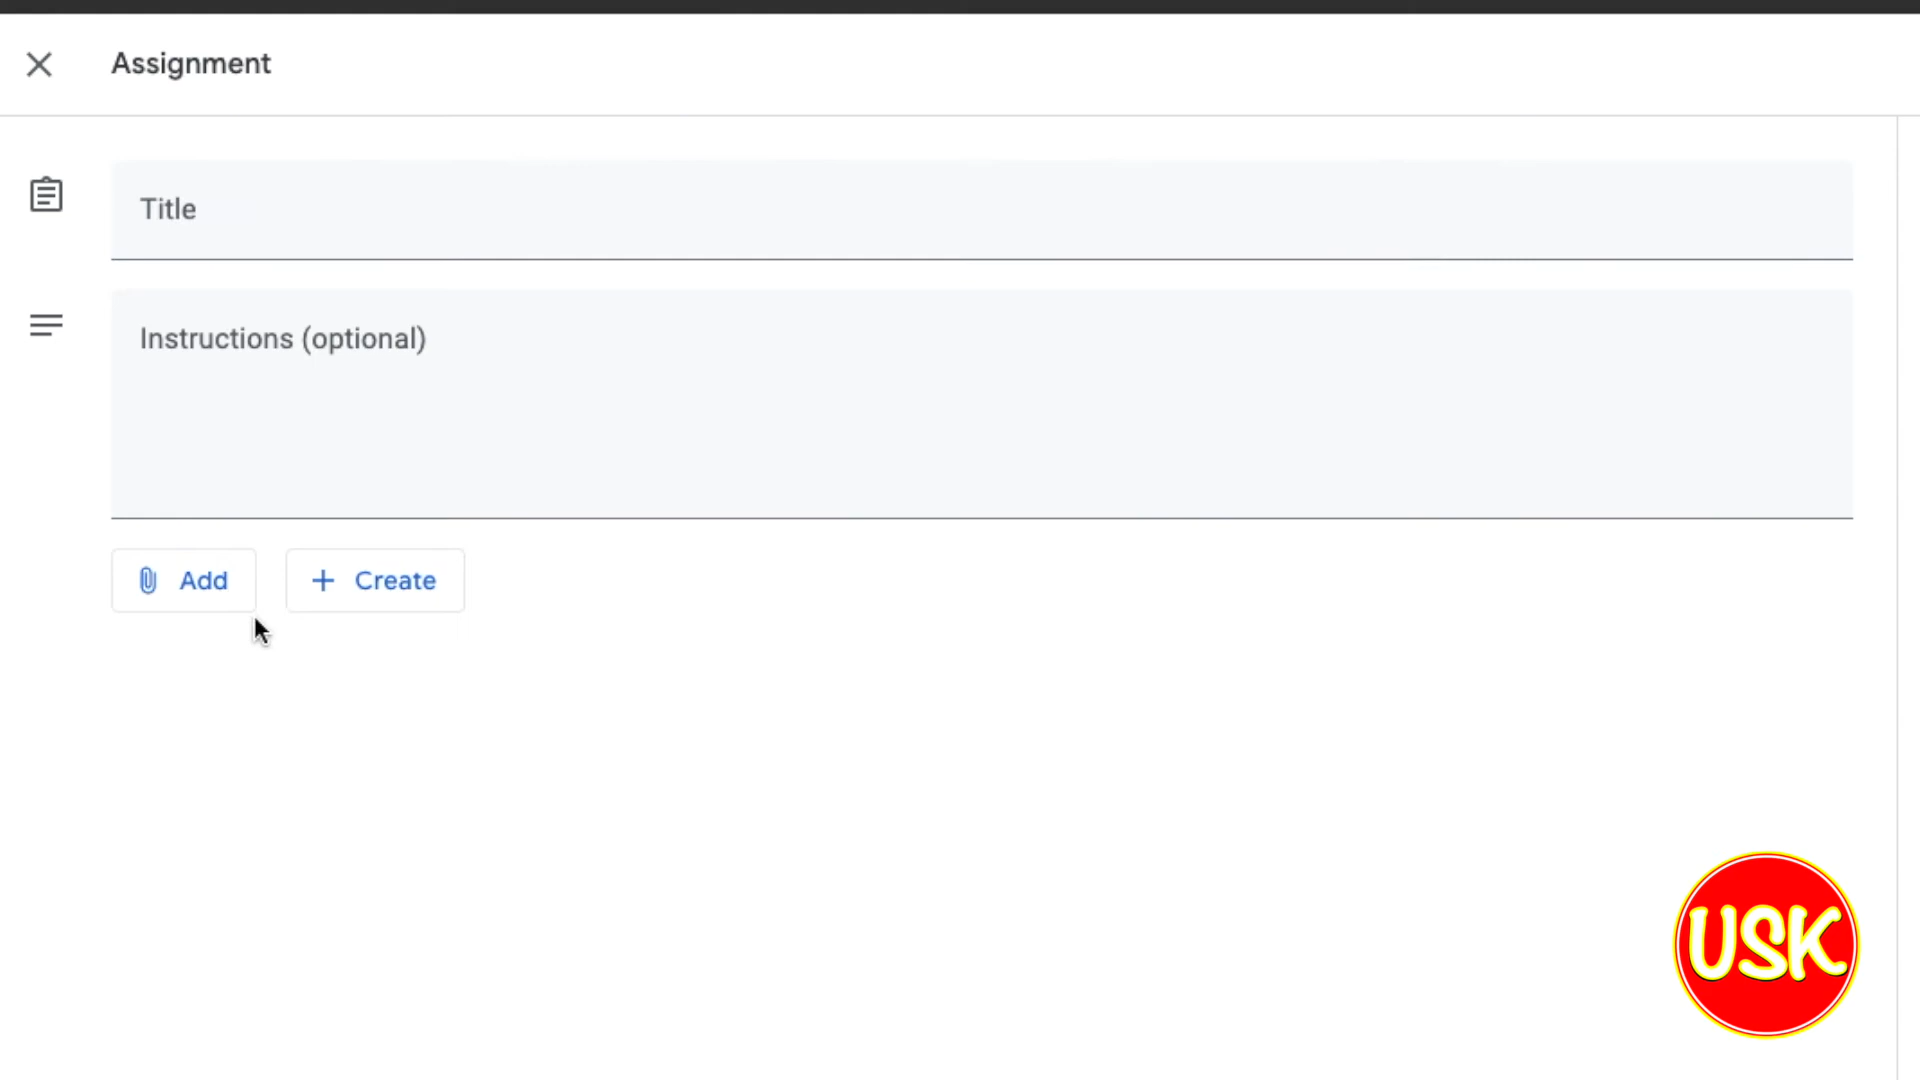 Assignment
Title
Instructions (optional)
Add
Create
USK